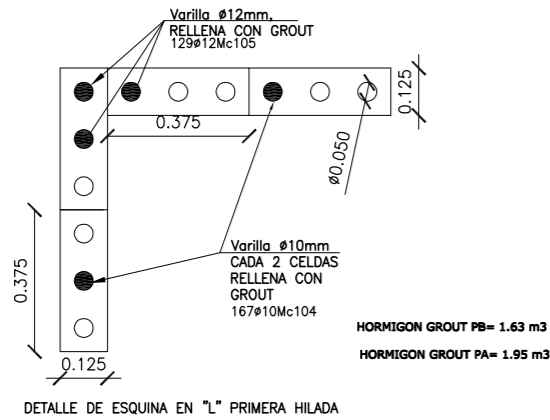 Varilla ø12mm,
RELLENA CON GROUT
129ø12Mc105
0.375
0.125
ø0.050
0.375
Varilla ø10mm
CADA 2 CELDAS
RELLENA CON
GROUT
167ø10Mc104
HORMIGON GROUT PB= 1.63 m3
HORMIGON GROUT PA= 1.95 m3
0.125
DETALLE DE ESQUINA EN "L" PRIMERA HILADA